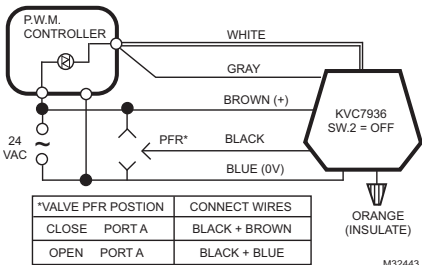 P.W.M.
CONTROLLER
WHITE
GRAY
BROWN (+)
KVC7936
SW.2 = OFF
24
VAC
~
PFR*
BLACK
BLUE (0V)
ORANGE
(INSULATE)
*VALVE PFR POSTION CONNECT WIRES
CLOSE PORT A BLACK + BROWN
OPEN PORT A BLACK + BLUE
M32443